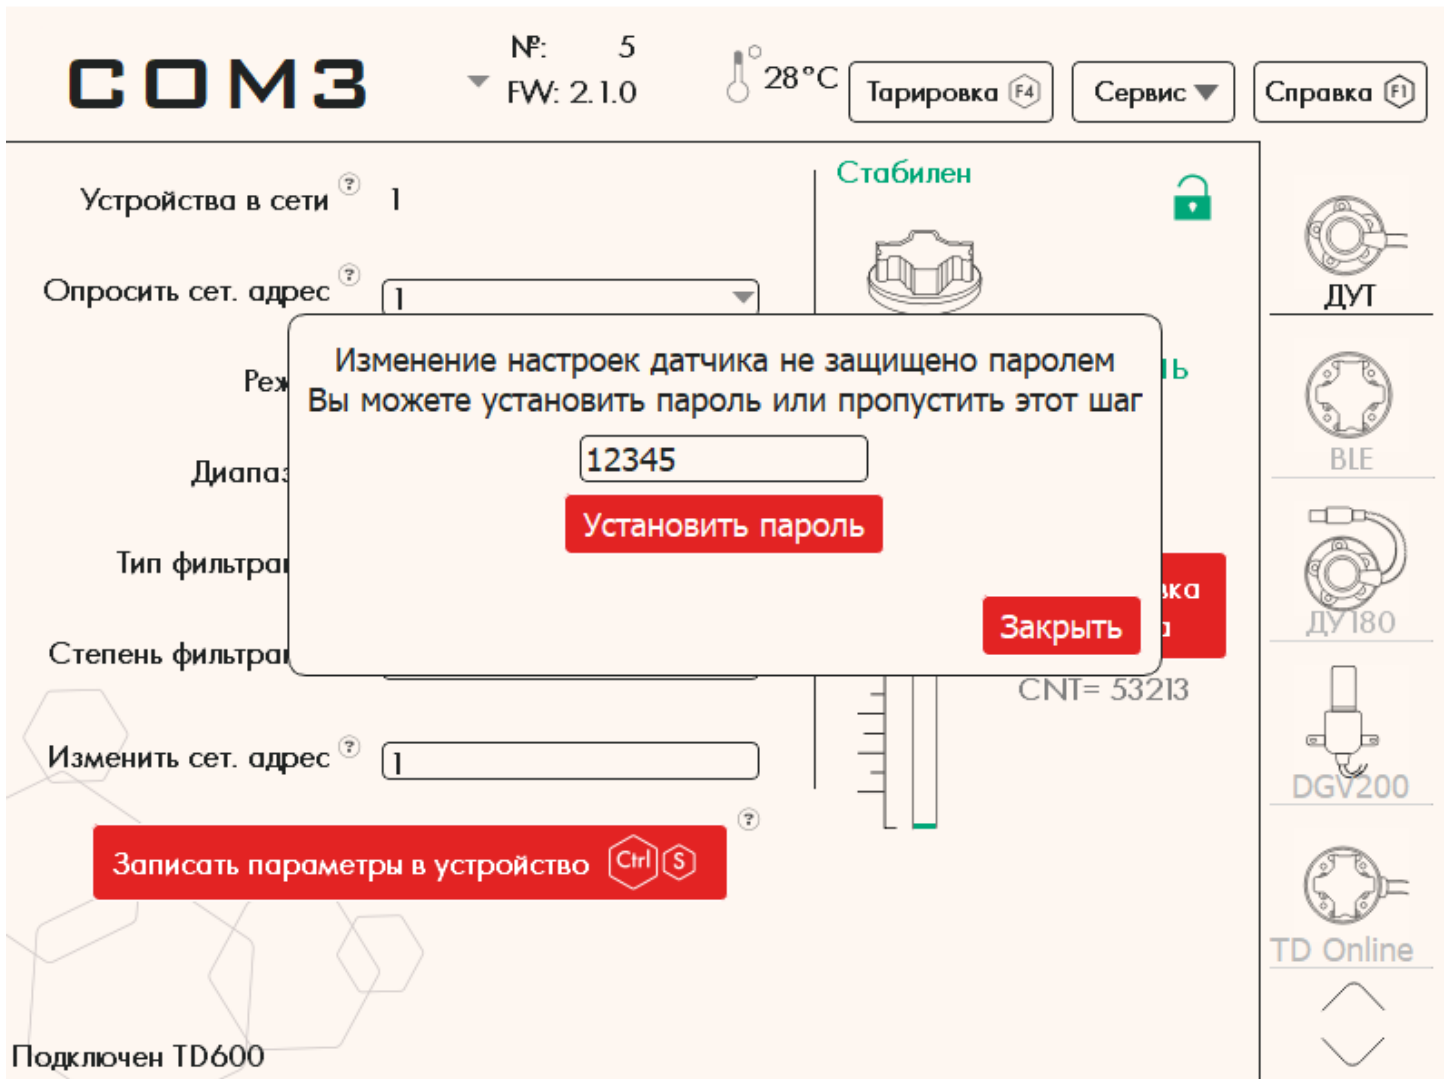 COM3
№: 5
FW: 2.1.0
28°C
Тарировка F4
Сервис
Справка F1
Устройства в сети ? 1
Опросить сет. адрес ? 1
Стабилен
Изменение настроек датчика не защищено паролем
Вы можете установить пароль или пропустить этот шаг
12345
Установить пароль
Закрыть
CNT= 53213
Изменить сет. адрес ? 1
?
Записать параметры в устройство Ctrl S
Подключен TD600
ДУТ
BLE
ДУ180
DGV200
TD Online